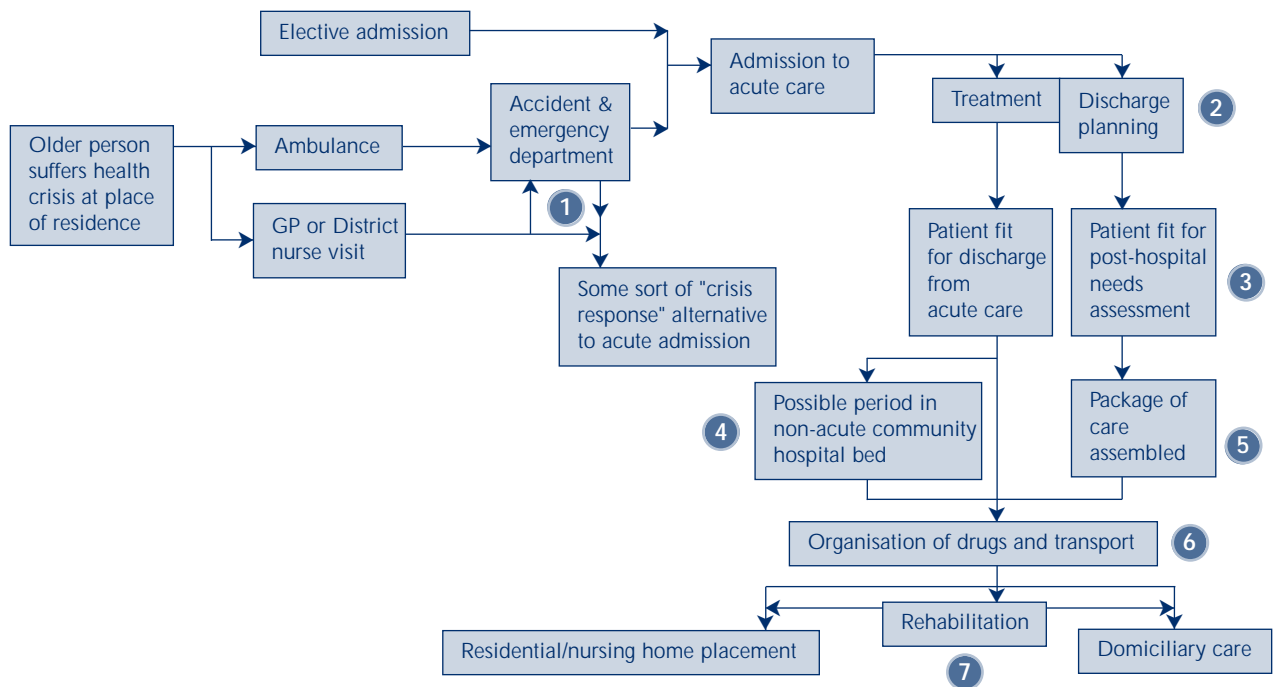 Elective admission
Admission to
acute care
Treatment
Discharge
planning
2
Accident &
emergency
department
Older person
suffers health
crisis at place
of residence
Ambulance
1
GP or District
nurse visit
Some sort of "crisis
response" alternative
to acute admission
Patient fit
for discharge
from
acute care
Patient fit for
post-hospital
needs
assessment
3
4
Possible period in
non-acute community
hospital bed
Package of
care
assembled
5
Organisation of drugs and transport
6
Residential/nursing home placement
Rehabilitation
7
Domiciliary care